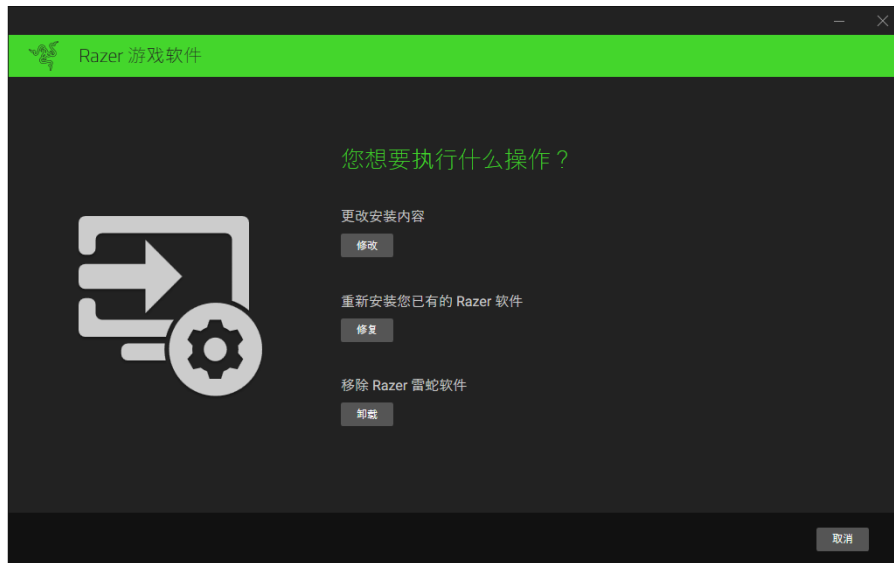 Razer 游戏软件
您想要执行什么操作？
更改安装内容
修改
重新安装您已有的 Razer 软件
修复
移除 Razer 雷蛇软件
卸载
取消